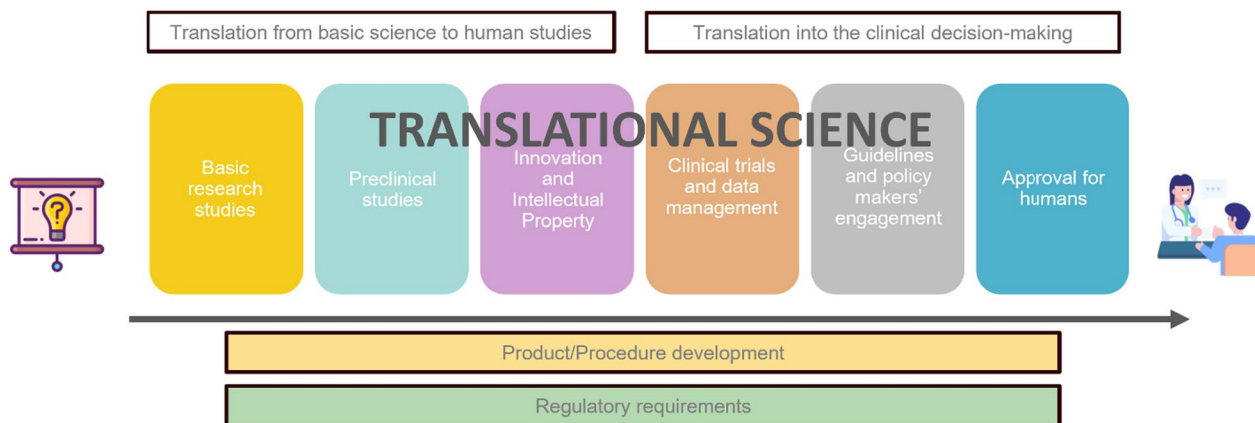 Translation from basic science to human studies
Translation into the clinical decision-making
TRANSLATIONAL SCIENCE
Basic
research
studies
Preclinical
studies
Innovation
and
Intellectual
Property
Clinical trials
and data
management
Guidelines
and policy
makers'
engagement
Approval for
humans
Product/Procedure development
Regulatory requirements